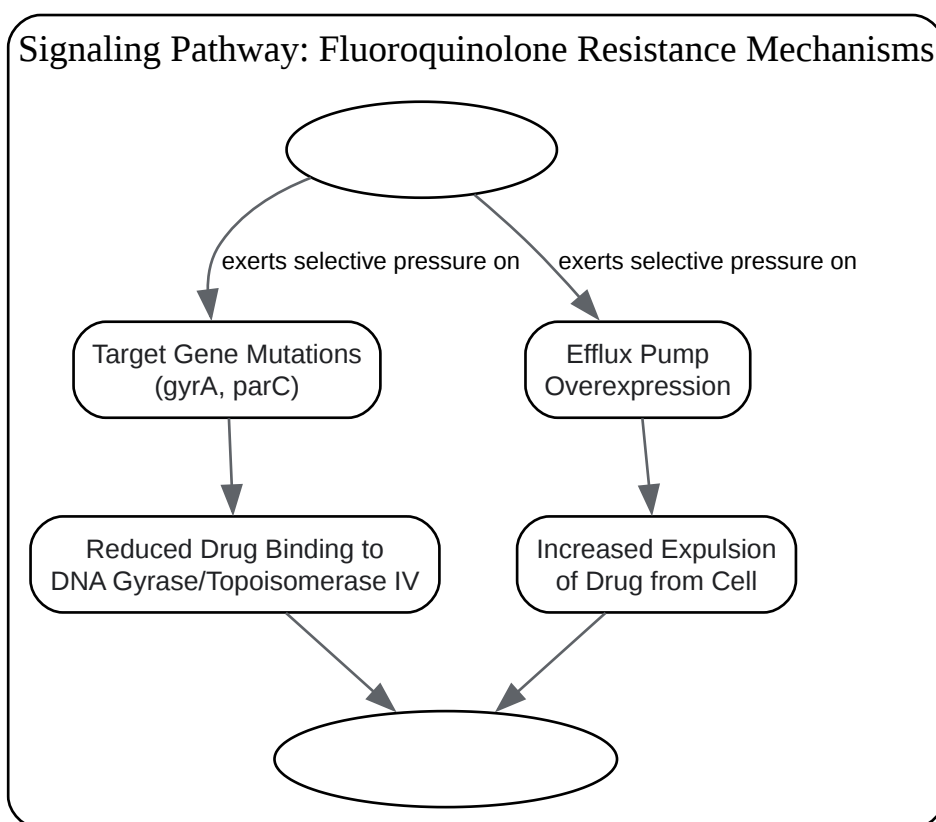 Signaling Pathway: Fluoroquinolone Resistance Mechanisms
exerts selective pressure on
exerts selective pressure on
Target Gene Mutations
(gyrA, parC)
Efflux Pump
Overexpression
Reduced Drug Binding to
DNA Gyrase/Topoisomerase IV
Increased Expulsion
of Drug from Cell